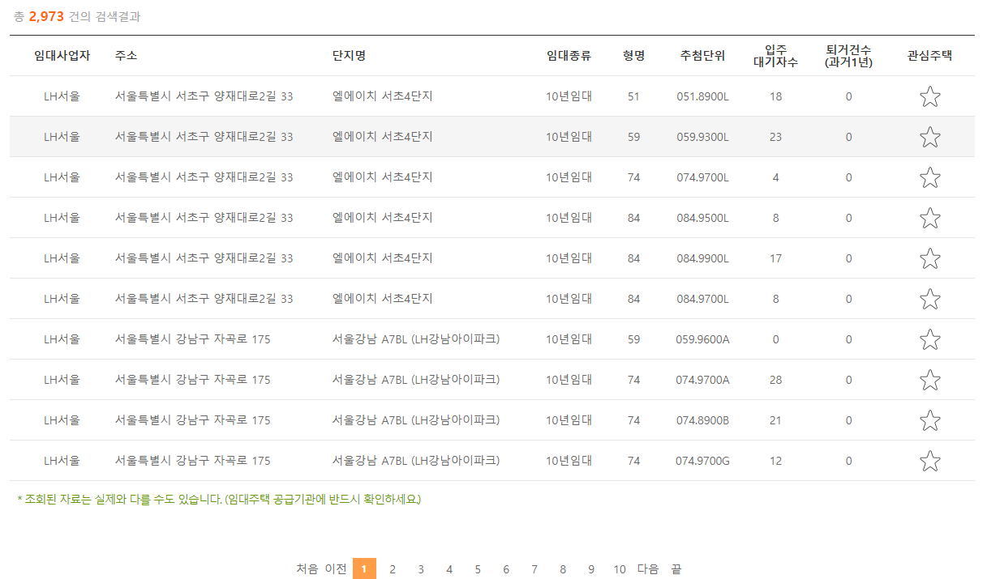 총 2,973 건의 검색결과
임대사업자 주소 단지명 임대종류 형명 추첨단위 입주 대기자수 퇴거건수 (과거1년) 관심주택
LH서울 서울특별시 서초구 양재대로2길 33 엘에이치 서초4단지 10년임대 51 051.8900L 18 0
LH서울 서울특별시 서초구 양재대로2길 33 엘에이치 서초4단지 10년임대 59 059.9300L 23 0
LH서울 서울특별시 서초구 양재대로2길 33 엘에이치 서초4단지 10년임대 74 074.9700L 4 0
LH서울 서울특별시 서초구 양재대로2길 33 엘에이치 서초4단지 10년임대 84 084.9500L 8 0
LH서울 서울특별시 서초구 양재대로2길 33 엘에이치 서초4단지 10년임대 84 084.9900L 17 0
LH서울 서울특별시 서초구 양재대로2길 33 엘에이치 서초4단지 10년임대 84 084.9700L 8 0
LH서울 서울특별시 강남구 자곡로 175 서울강남 A7BL (LH강남아이파크) 10년임대 59 059.9600A 0 0
LH서울 서울특별시 강남구 자곡로 175 서울강남 A7BL (LH강남아이파크) 10년임대 74 074.9700A 28 0
LH서울 서울특별시 강남구 자곡로 175 서울강남 A7BL (LH강남아이파크) 10년임대 74 074.8900B 21 0
LH서울 서울특별시 강남구 자곡로 175 서울강남 A7BL (LH강남아이파크) 10년임대 74 074.9700G 12 0
* 조회된 자료는 실제와 다를 수도 있습니다. (임대주택 공급기관에 반드시 확인하세요.)
처음 이전 1 2 3 4 5 6 7 8 9 10 다음 끝